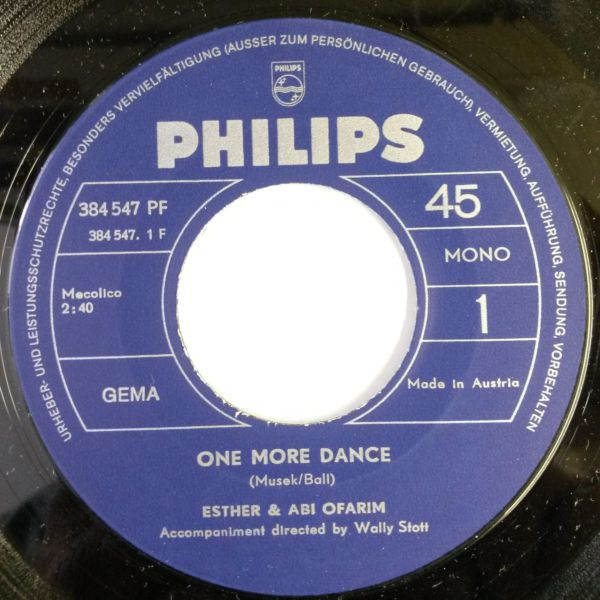 URHEBER- UND LEISTUNGSSCHUTZRECHTE, BESONDERS VERVIELFÄLTIGUNG (AUSSER ZUM PERSÖNLICHEN GEBRAUCH), VERMIETUNG, AUFFÜHRUNG, SENDUNG, VORBEHALTEN
PHILIPS
PHILIPS
384 547 PF
384 547. 1 F
Mecolico
2:40
GEMA
45
MONO
1
Made in Austria
ONE MORE DANCE
(Musek/Ball)
ESTHER & ABI OFARIM
Accompaniment directed by Wally Stott